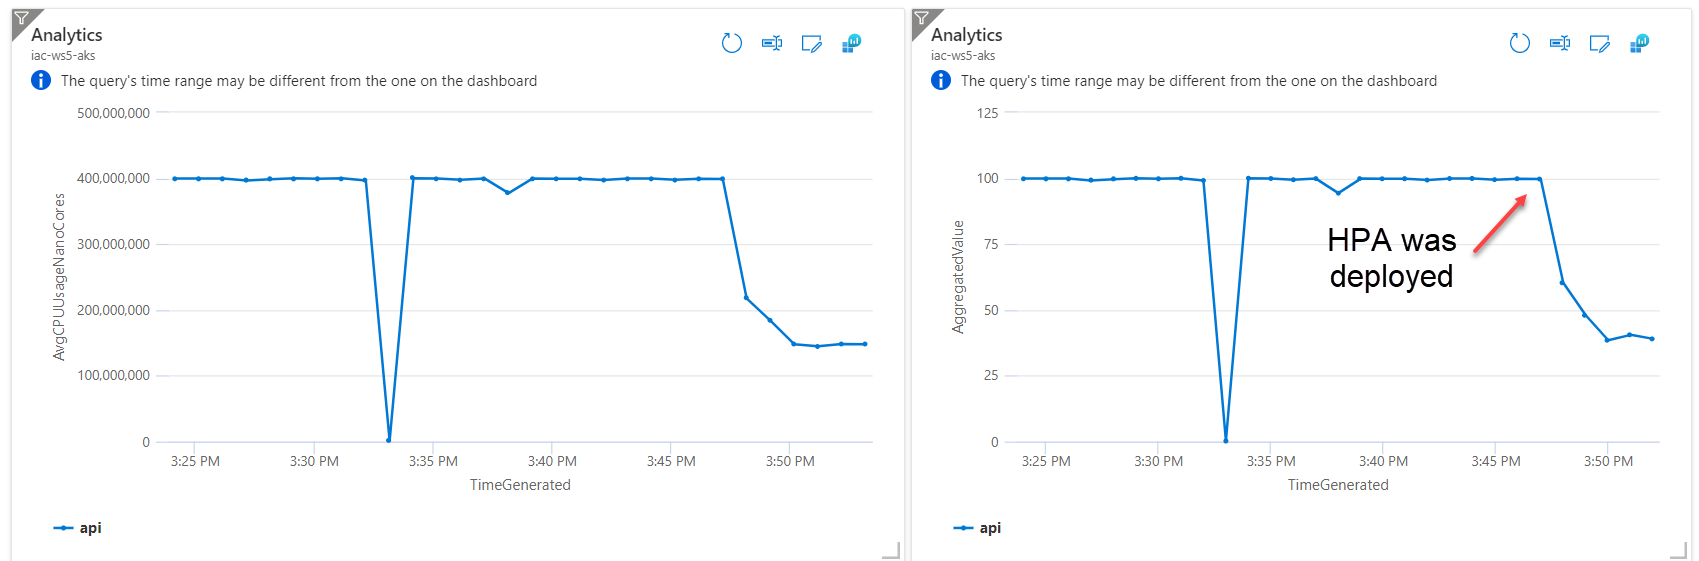 Analytics
iac-ws5-aks
The query's time range may be different from the one on the dashboard
500,000,000
400,000,000
300,000,000
200,000,000
100,000,000
0
AvgCPUUsageNanoCores
3:25 PM
3:30 PM
3:35 PM
3:40 PM
3:45 PM
3:50 PM
TimeGenerated
api
Analytics
iac-ws5-aks
The query's time range may be different from the one on the dashboard
125
100
75
50
25
0
AggregatedValue
HPA was
deployed
3:25 PM
3:30 PM
3:35 PM
3:40 PM
3:45 PM
3:50 PM
TimeGenerated
api